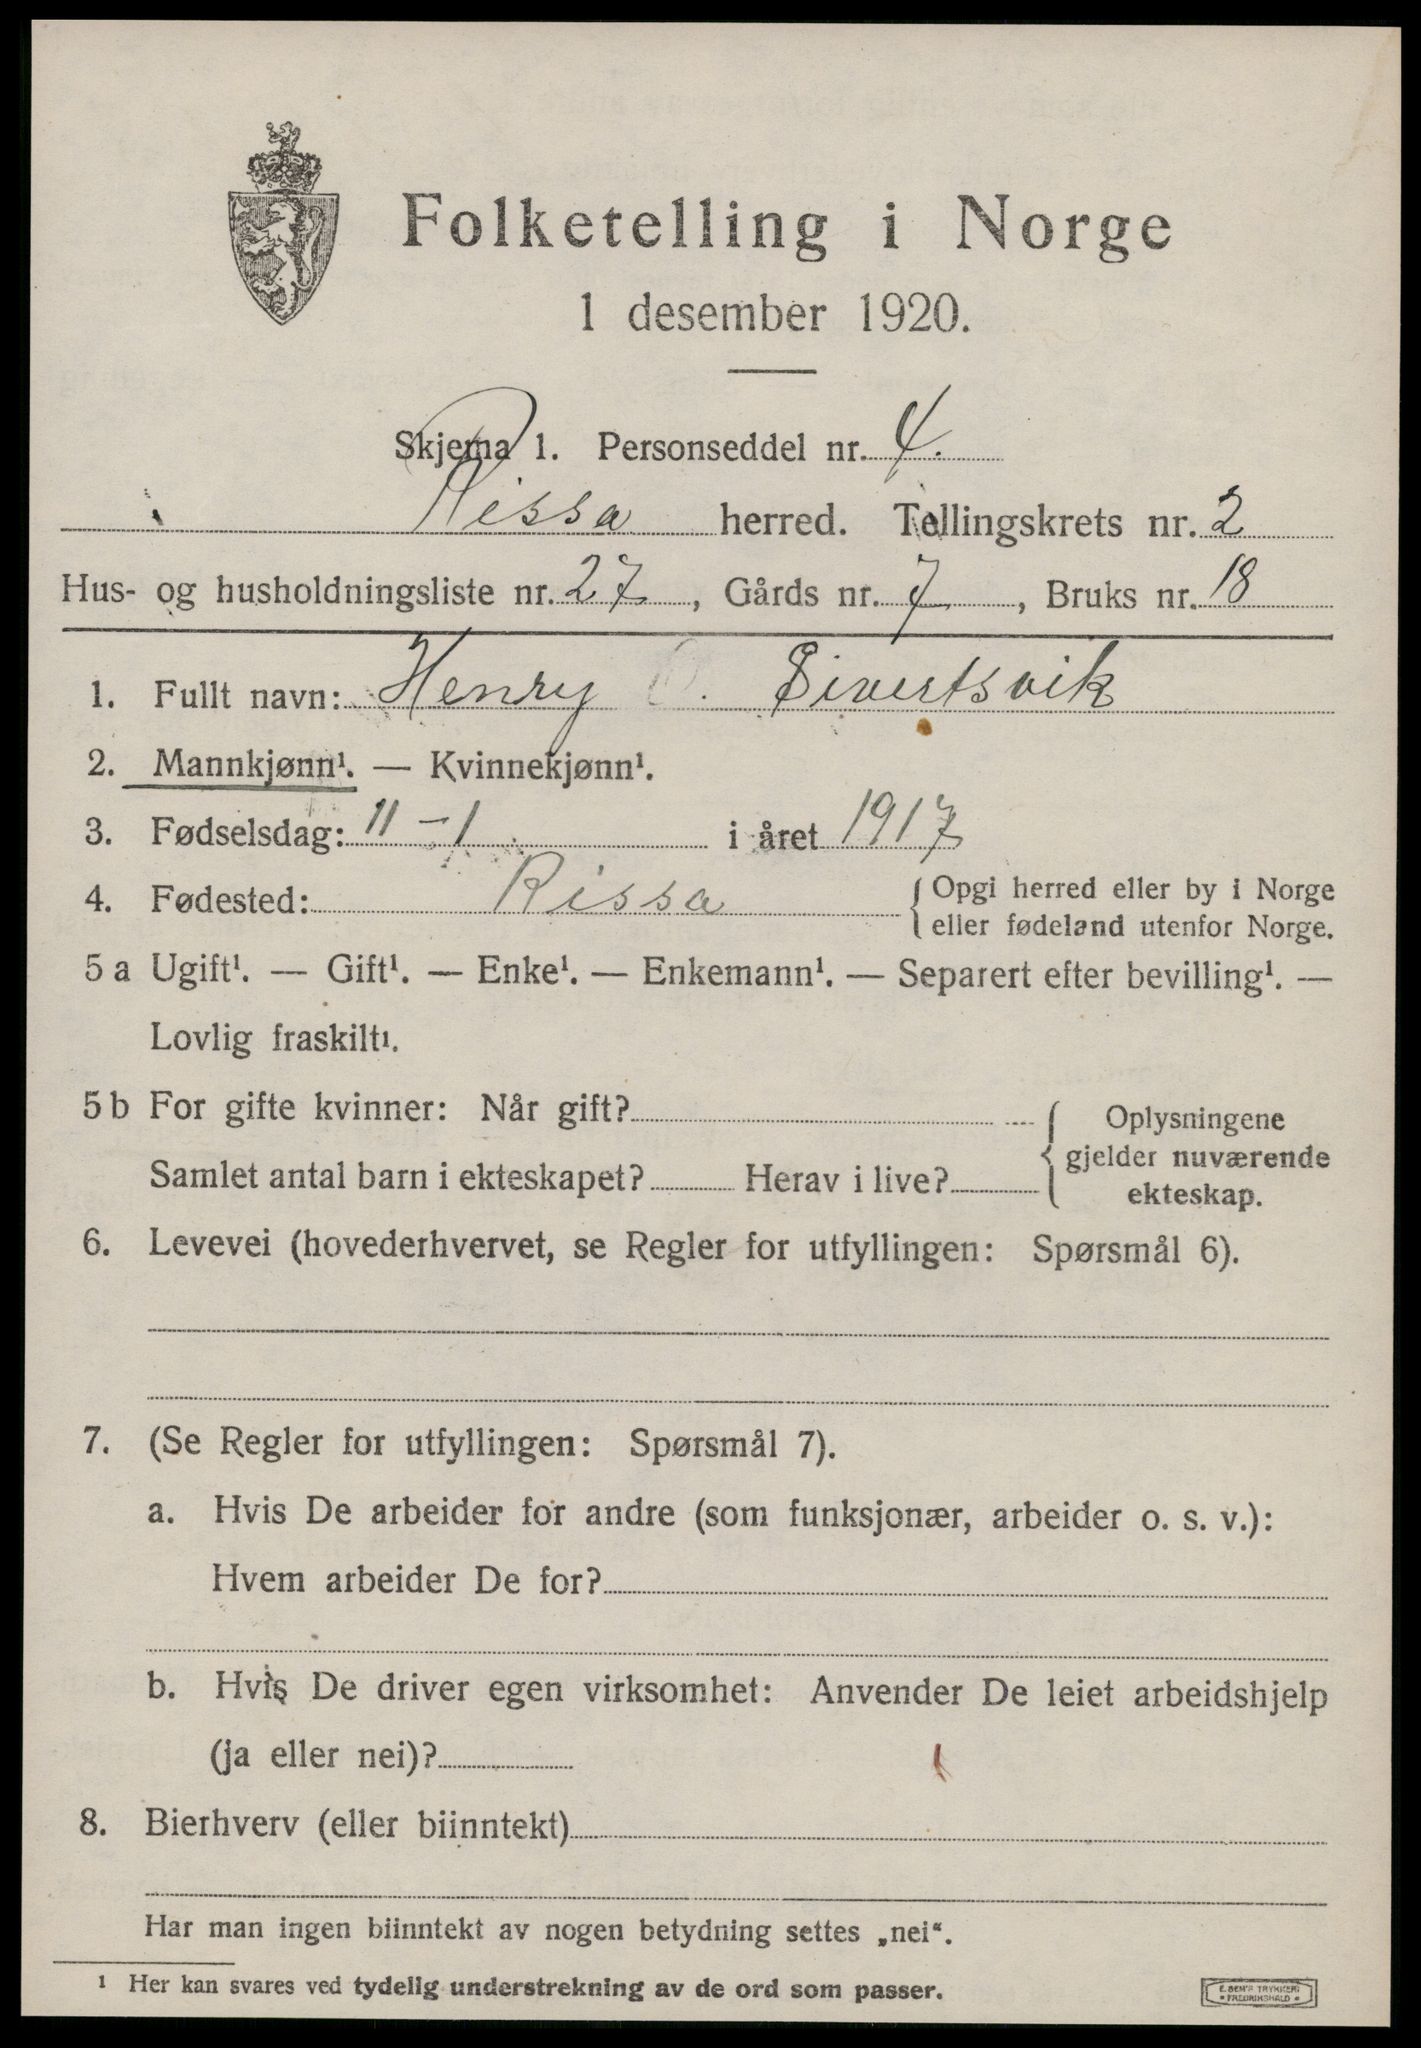 Folketelling i Norge
1 desember 1920.
Skjema 1. Personseddel nr. 4.
Rissa herred. Tellingskrets nr. 2
Hus- og husholdningsliste nr. 27, Gårds nr. 7, Bruks nr. 18
1. Fullt navn: Henry O. Sivertsvik
2. Mannkjønn¹. — Kvinnekjønn¹.
3. Fødselsdag: 11 - 1 i året 1917
4. Fødested: Rissa { Opgi herred eller by i Norge
eller fødeland utenfor Norge.
5 a Ugift¹. — Gift¹. — Enke¹. — Enkemann¹. — Separert efter bevilling¹. —
Lovlig fraskilt¹.
5 b For gifte kvinner: Når gift? { Oplysningene
gjelder nuværende
ekteskap.
Samlet antal barn i ekteskapet? Herav i live?
6. Levevei (hovederhvervet, se Regler for utfyllingen: Spørsmål 6).
7. (Se Regler for utfyllingen: Spørsmål 7).
a. Hvis De arbeider for andre (som funksjonær, arbeider o. s. v.):
Hvem arbeider De for?
b. Hvis De driver egen virksomhet: Anvender De leiet arbeidshjelp
(ja eller nei)?
8. Bierhverv (eller biinntekt)
Har man ingen biinntekt av nogen betydning settes „nei“.
¹ Her kan svares ved tydelig understrekning av de ord som passer.
E. SEM'S TRYKKERI
• FREDRIKSHALD •